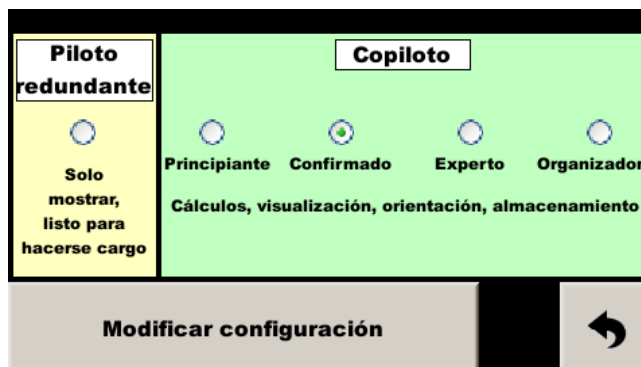 Piloto
redundante
Solo
mostrar,
listo para
hacerse cargo
Copiloto
Principiante Confirmado Experto Organizador
Cálculos, visualización, orientación, almacenamiento
Modificar configuración